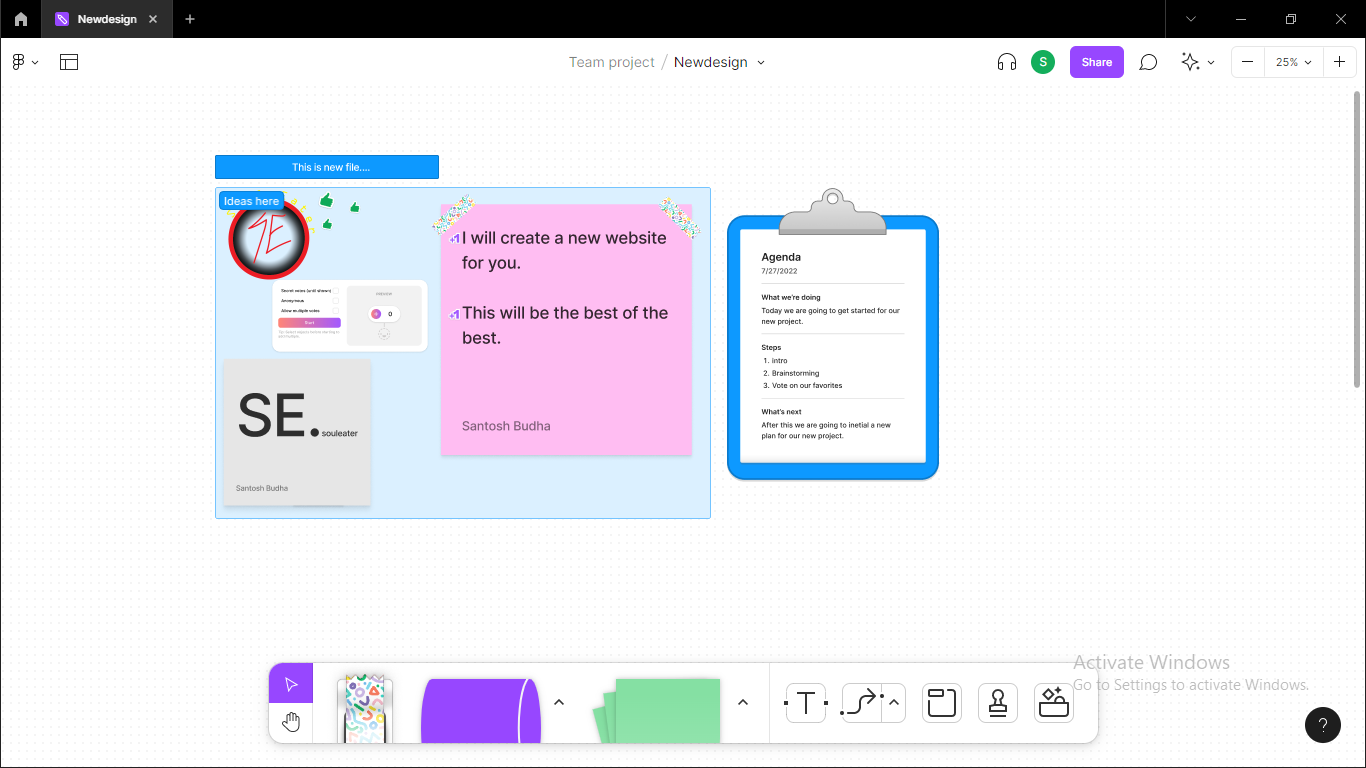 Newdesign
Team project / Newdesign
S
Share
25%
This is new file....
Ideas here
SE
+1 I will create a new website
for you.
+1 This will be the best of the
best.
Santosh Budha
Secret votes (until shown)
Anonymous
Allow multiple votes
Start
PREVIEW
0
SE.souleater
Santosh Budha
Agenda
7/27/2022
What we're doing
Today we are going to get started for our
new project.
Steps
1. intro
2. Brainstorming
3. Vote on our favorites
What's next
After this we are going to inetial a new
plan for our new project.
T
Activate Windows
Go to Settings to activate Windows.
?